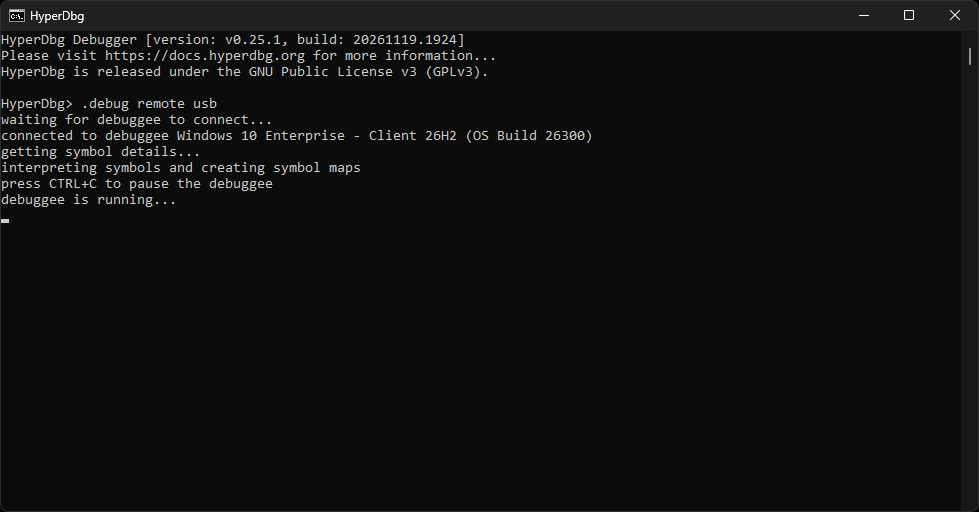 HyperDbg
HyperDbg Debugger [version: v0.25.1, build: 20261119.1924]
Please visit https://docs.hyperdbg.org for more information...
HyperDbg is released under the GNU Public License v3 (GPLv3).
HyperDbg> .debug remote usb
waiting for debuggee to connect...
connected to debuggee Windows 10 Enterprise - Client 26H2 (OS Build 26300)
getting symbol details...
interpreting symbols and creating symbol maps
press CTRL+C to pause the debuggee
debuggee is running...